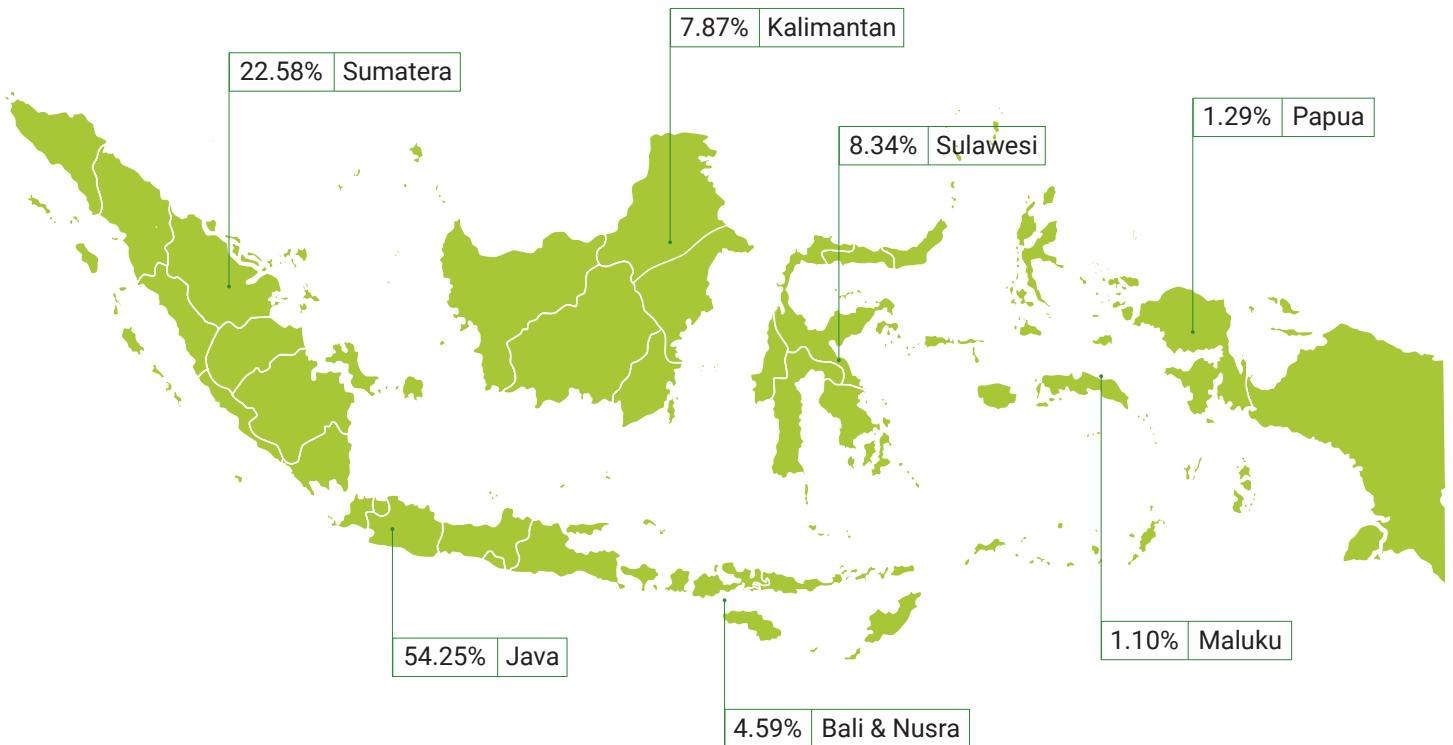 7.87% Kalimantan
22.58% Sumatera
1.29% Papua
8.34% Sulawesi
54.25% Java
1.10% Maluku
4.59% Bali & Nusra